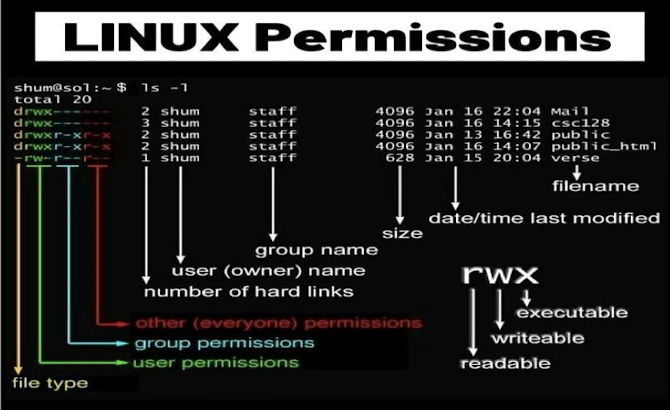 LINUX Permissions
shum@sol:~$ ls -l
total 20
drwx------ 2 shum staff 4096 Jan 16 22:04 Mail
drwx------ 3 shum staff 4096 Jan 16 14:15 csc128
drwxr-xr-x 2 shum staff 4096 Jan 13 16:42 public
drwxr-xr-x 2 shum staff 4096 Jan 16 14:07 public_html
-rw-r--r-- 1 shum staff 628 Jan 15 20:04 verse
filename
date/time last modified
size
group name
user (owner) name
number of hard links
rwx
executable
writeable
readable
other (everyone) permissions
group permissions
user permissions
file type